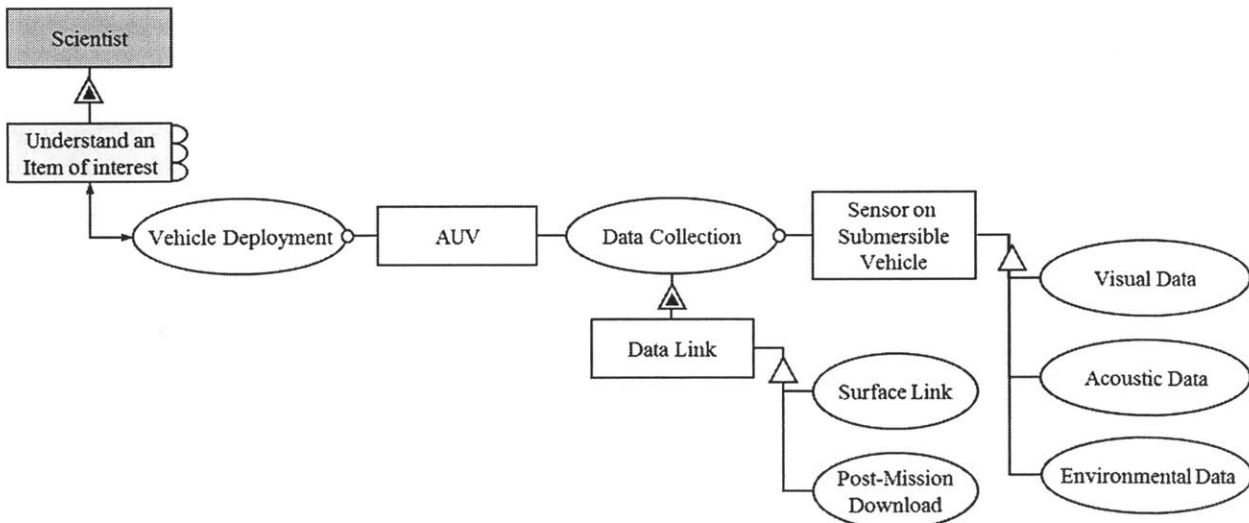 Scientist
Understand an
Item of interest
Vehicle Deployment
AUV
Data Collection
Sensor on
Submersible
Vehicle
Visual Data
Data Link
Acoustic Data
Surface Link
Environmental Data
Post-Mission
Download